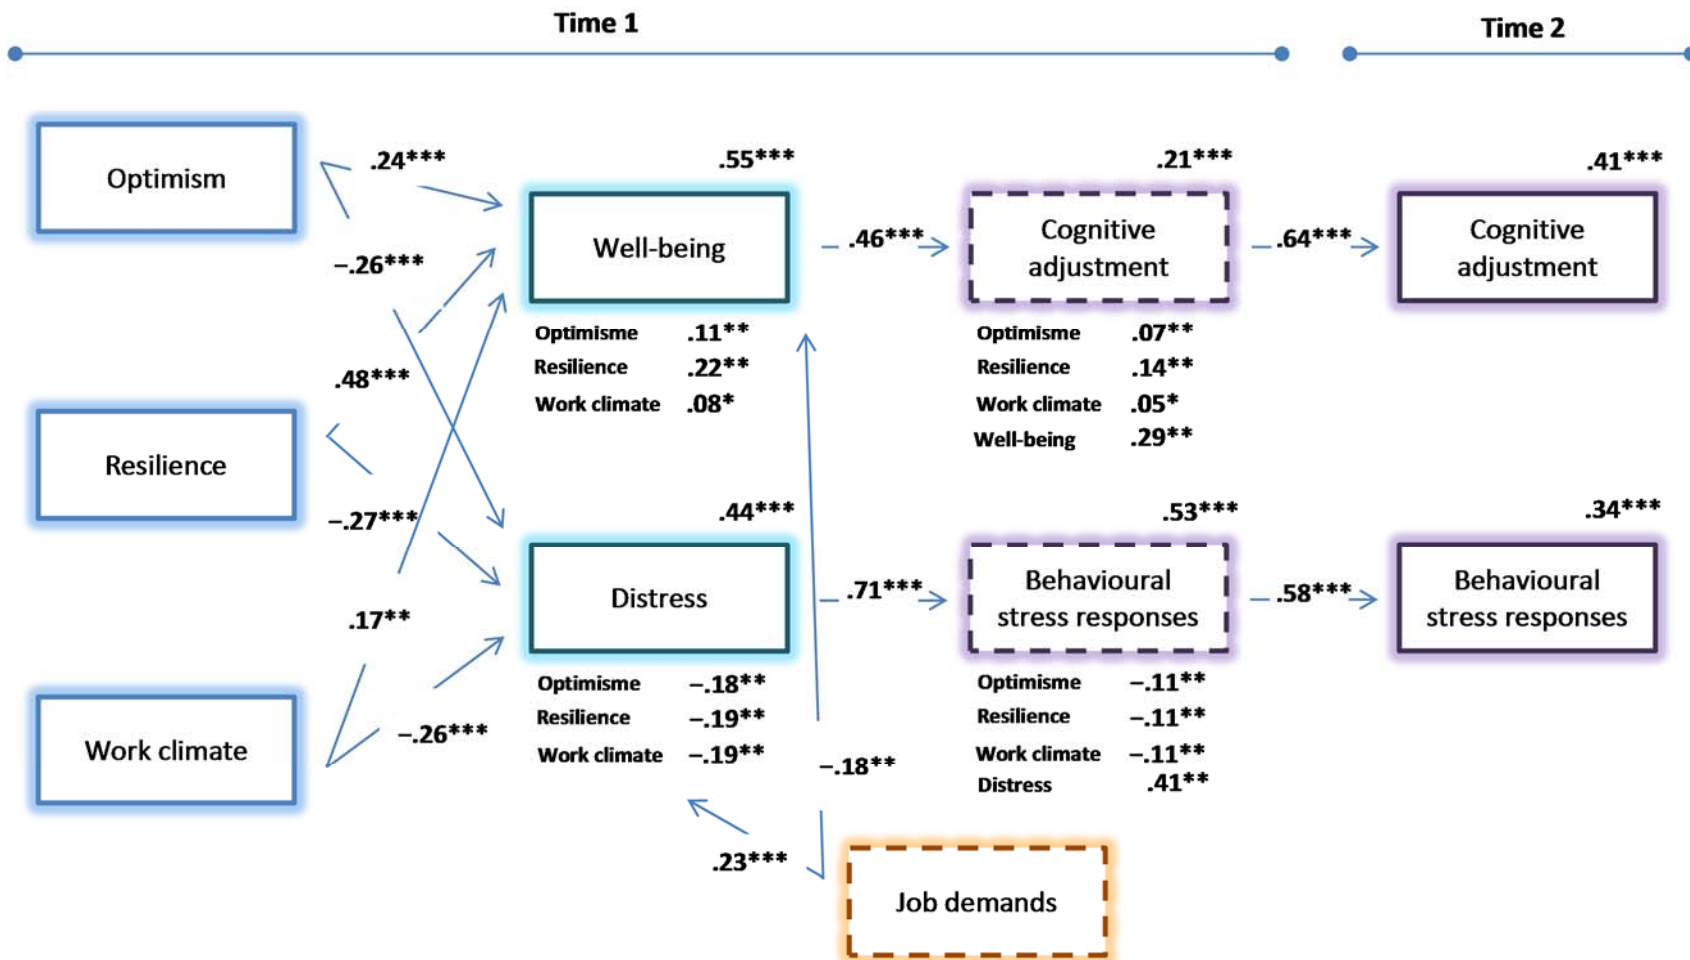 Time 1
Time 2
Optimism
.24***
.55***
.21***
.41***
Well-being
.46***
Cognitive
adjustment
.64***
Cognitive
adjustment
–.26***
Optimisme .11**
Resilience .22**
Work climate .08*
Optimisme .07**
Resilience .14**
Work climate .05*
Well-being .29**
.48***
Resilience
–.27***
.44***
.53***
.34***
Distress
.71***
Behavioural
stress responses
.58***
Behavioural
stress responses
.17**
Optimisme –.18**
Resilience –.19**
Work climate –.19**
Optimisme –.11**
Resilience –.11**
Work climate –.11**
Distress .41**
Work climate
–.26***
–.18**
.23***
Job demands